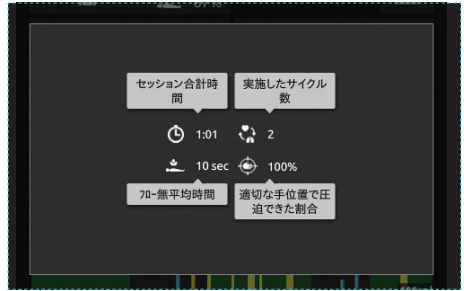 セッション合計時
間
実施したサイクル
数
1:01
2
10 sec
100%
フロー無平均時間
適切な手位置で圧
迫できた割合